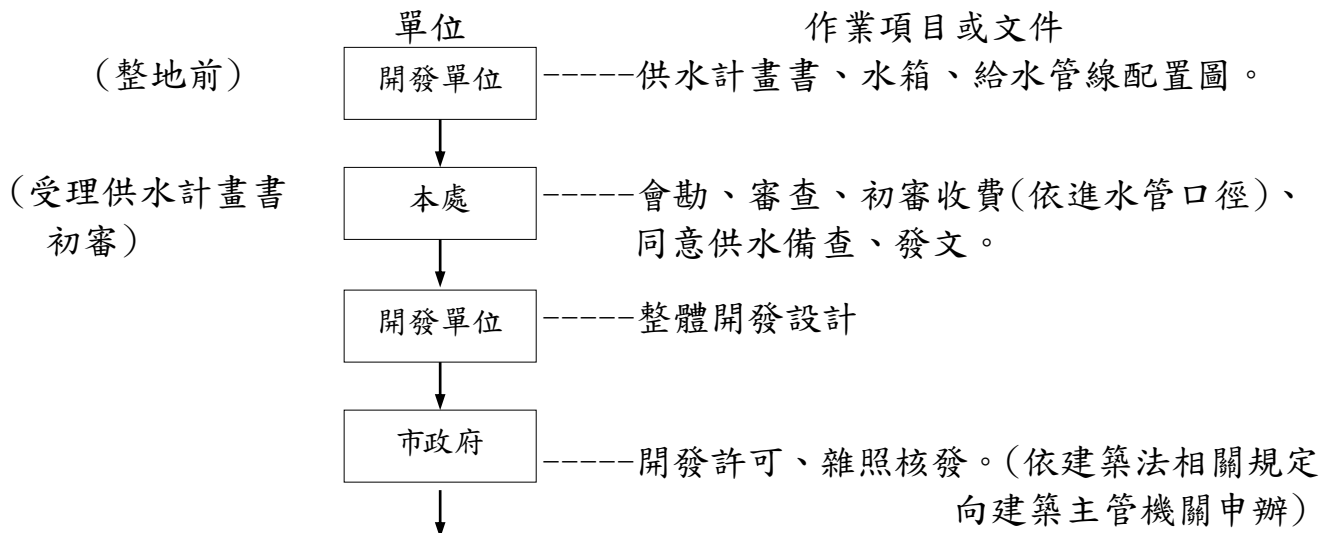 單位 作業項目或文件
(整地前) 開發單位 -----供水計畫書、水箱、給水管線配置圖。
(受理供水計畫書 本處 -----會勘、審查、初審收費(依進水管口徑)、
初審) 同意供水備查、發文。
開發單位 -----整體開發設計
市政府
-----開發許可、雜照核發。(依建築法相關規定
向建築主管機關申辦)